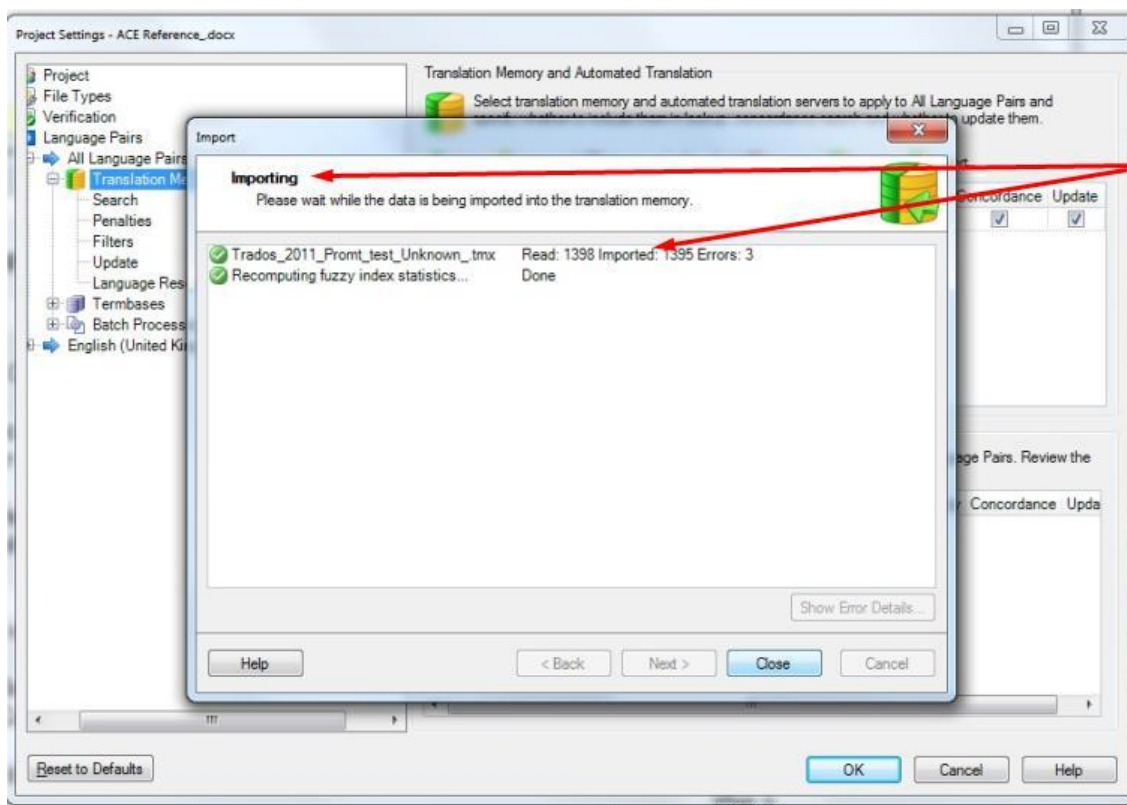 Project Settings - ACE Reference_.docx
Project
File Types
Verification
Language Pairs
All Language Pairs
Translation Me
Search
Penalties
Filters
Update
Language Res
Termbases
Batch Process
English (United Ki
Translation Memory and Automated Translation
Select translation memory and automated translation servers to apply to All Language Pairs and
update them.
Concordance Update
age Pairs. Review the
Concordance Upda
Import
Importing
Please wait while the data is being imported into the translation memory.
Trados_2011_Promt_test_Unknown_.tmx Read: 1398 Imported: 1395 Errors: 3
Recomputing fuzzy index statistics... Done
Show Error Details...
Help < Back Next > Close Cancel
Reset to Defaults OK Cancel Help